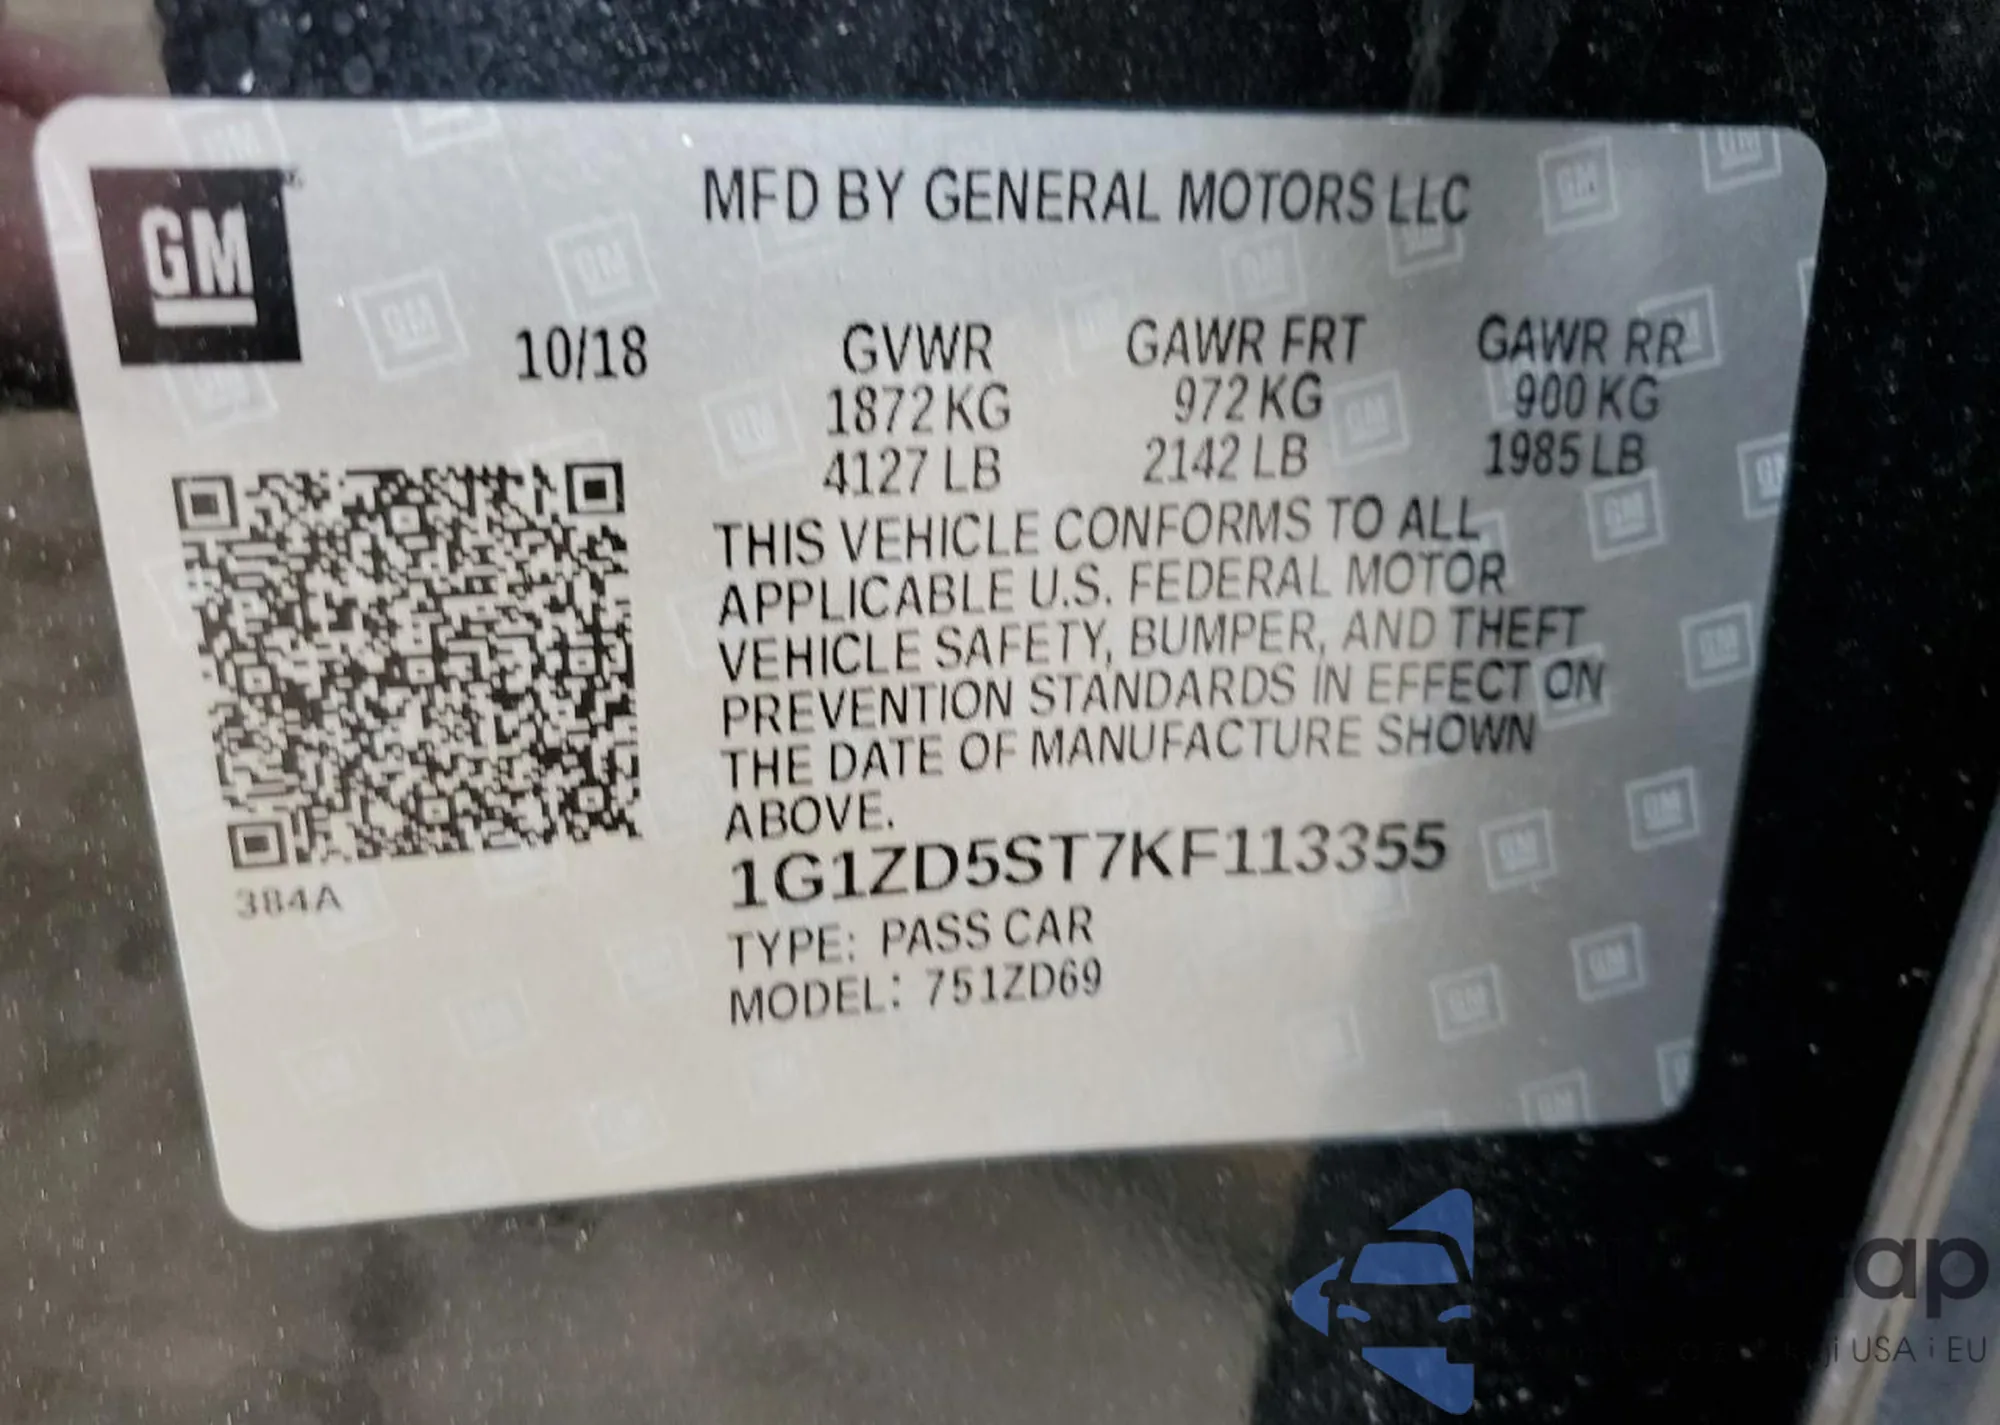 GM
MFD BY GENERAL MOTORS LLC
10/18
GVWR GAWR FRT GAWR RR
1872 KG 972 KG 900 KG
4127 LB 2142 LB 1985 LB
THIS VEHICLE CONFORMS TO ALL
APPLICABLE U.S. FEDERAL MOTOR
VEHICLE SAFETY, BUMPER, AND THEFT
PREVENTION STANDARDS IN EFFECT ON
THE DATE OF MANUFACTURE SHOWN
ABOVE.
1G1ZD5ST7KF113355
TYPE: PASS CAR
MODEL: 751ZD69
384A
USA i EU